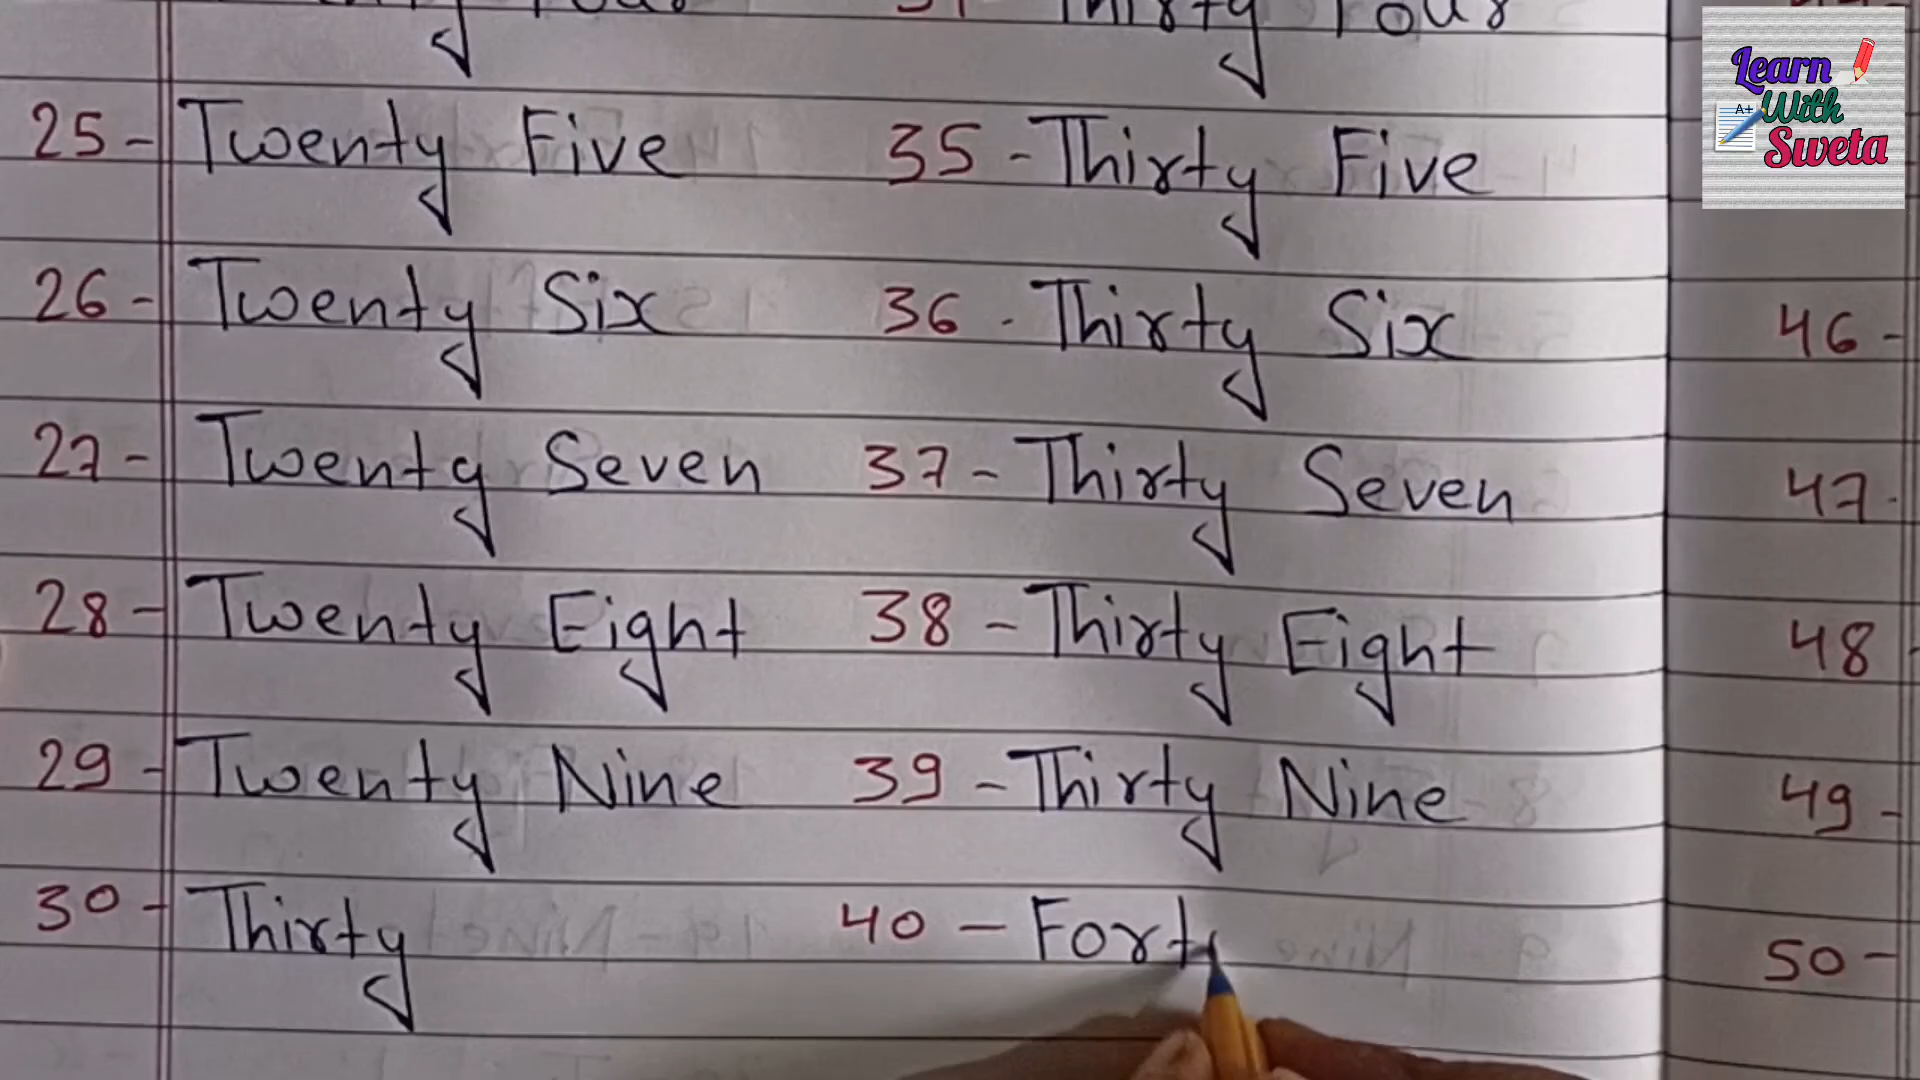 25 - Twenty Five 35 - Thirty Five
26 - Twenty Six 36 - Thirty Six 46 -
27 - Twenty Seven 37 - Thirty Seven 47 -
28 - Twenty Eight 38 - Thirty Eight 48 -
29 - Twenty Nine 39 - Thirty Nine 49 -
30 - Thirty 40 - Fort 50 -
Learn
A+ With
Sweta